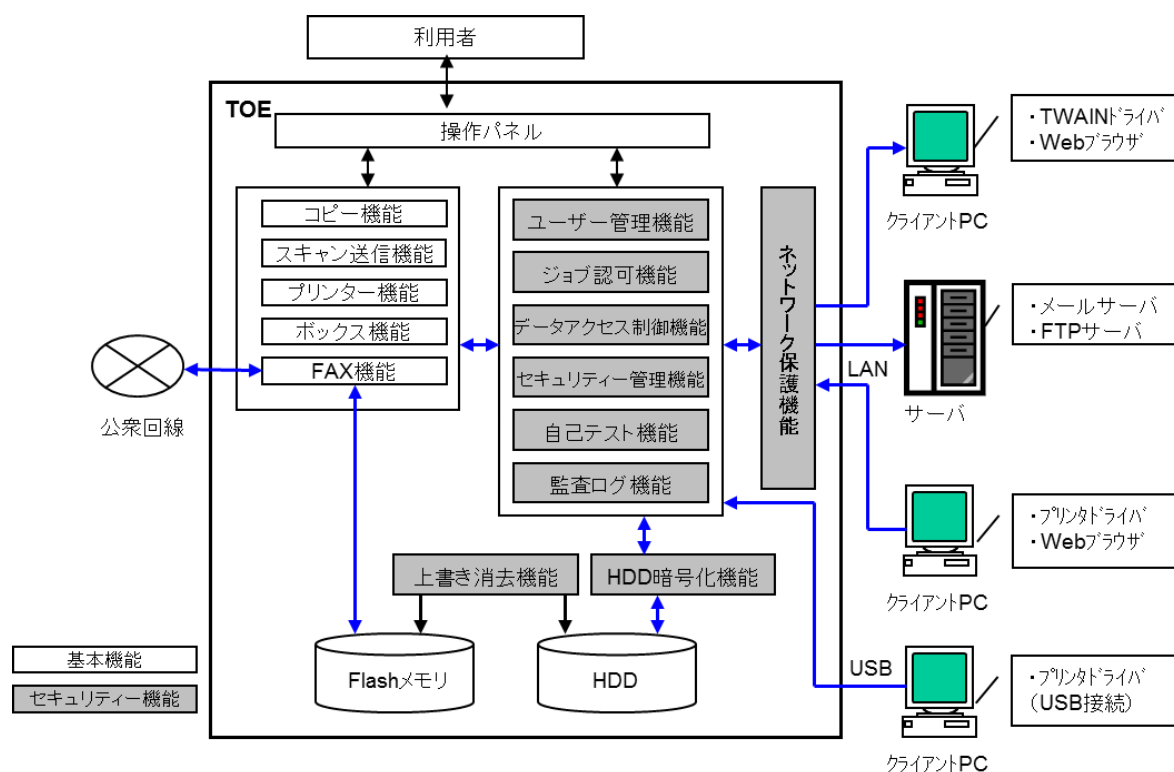 利用者
TOE
操作パネル
コピー機能
スキャン送信機能
プリンター機能
ボックス機能
FAX機能
公衆回線
ユーザー管理機能
ジョブ認可機能
データアクセス制御機能
セキュリティー管理機能
自己テスト機能
監査ログ機能
ネットワーク保護機能
上書き消去機能
HDD暗号化機能
Flashメモリ
HDD
基本機能
セキュリティー機能
・TWAINドライバ
・Webブラウザ
クライアントPC
・メールサーバ
・FTPサーバ
LAN
サーバ
・プリンタドライバ
・Webブラウザ
クライアントPC
USB
・プリンタドライバ
(USB接続)
クライアントPC